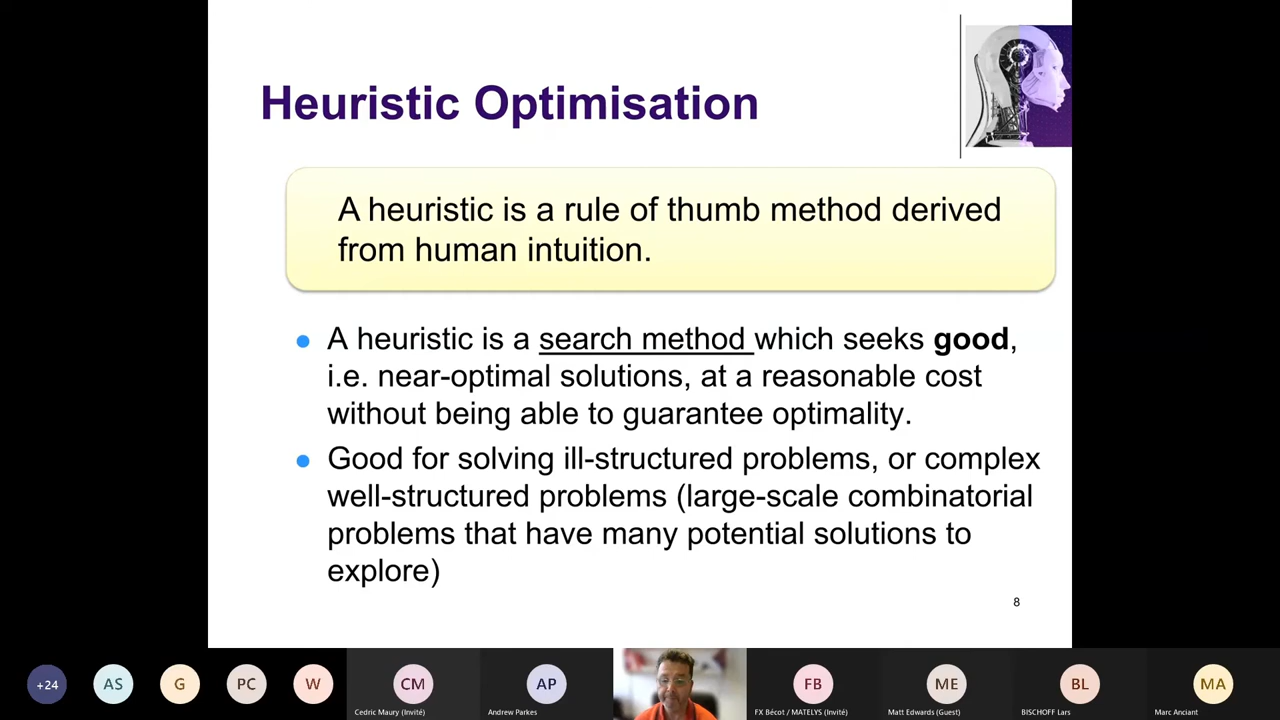 Heuristic Optimisation
A heuristic is a rule of thumb method derived
from human intuition.
A heuristic is a search method which seeks good,
i.e. near-optimal solutions, at a reasonable cost
without being able to guarantee optimality.
Good for solving ill-structured problems, or complex
well-structured problems (large-scale combinatorial
problems that have many potential solutions to
explore)
8
+24
AS
G
PC
W
CM
AP
FB
ME
BL
MA
Cedric Maury (Invité)
Andrew Parkes
FX Bécot / MATELYS (Invité)
Matt Edwards (Guest)
BISCHOFF Lars
Marc Anciant